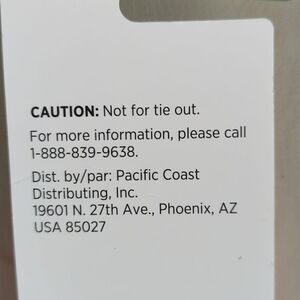 CAUTION: Not for tie out.
For more information, please call
1-888-839-9638.
Dist. by/par: Pacific Coast
Distributing, Inc.
19601 N. 27th Ave., Phoenix, AZ
USA 85027